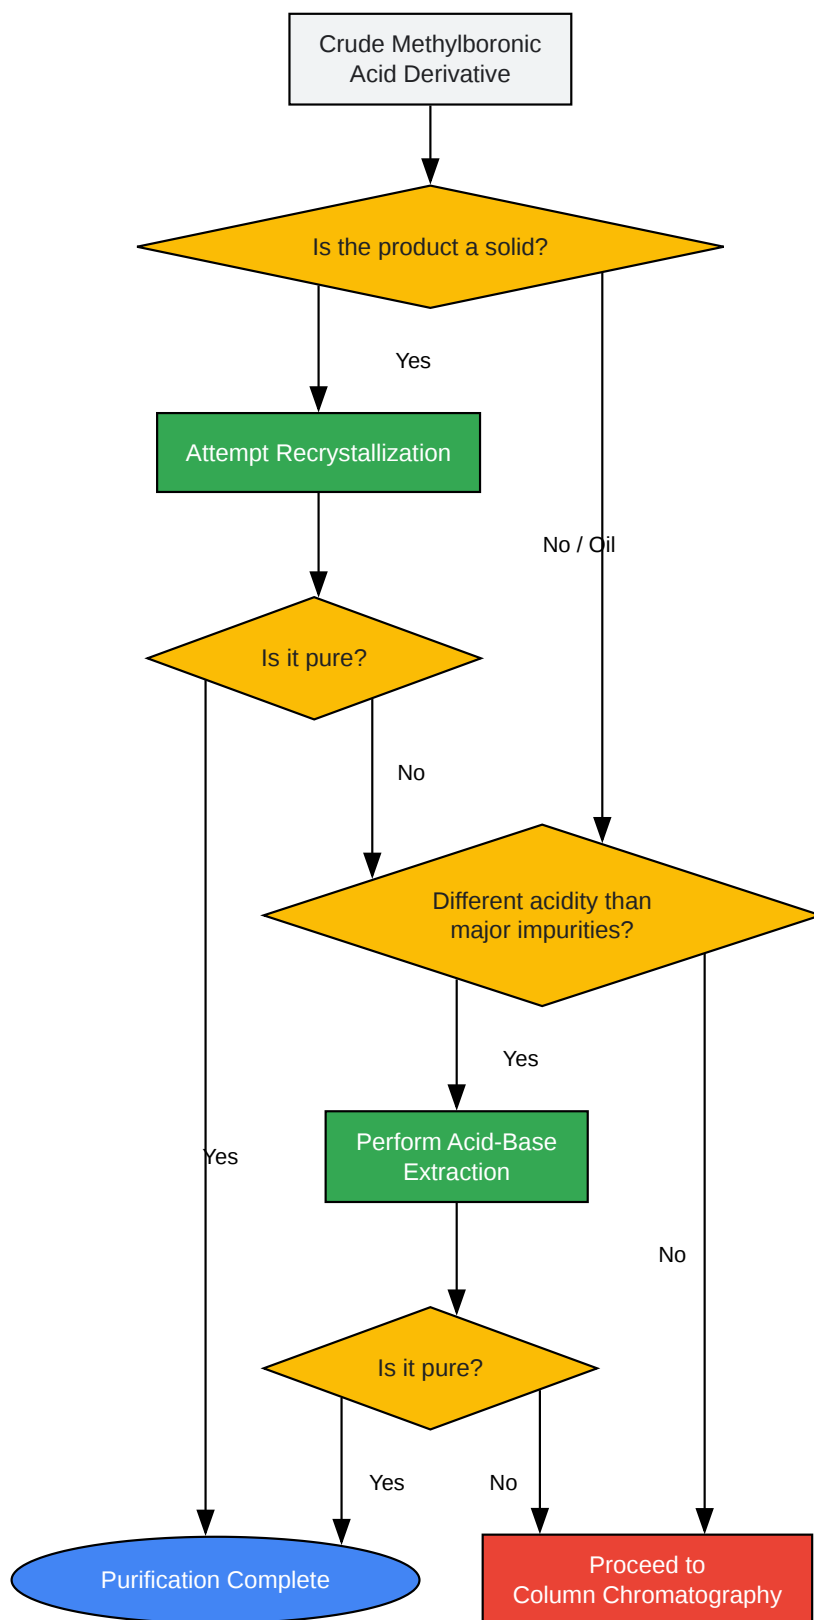 Crude Methylboronic
Acid Derivative
Is the product a solid?
Yes
Attempt Recrystallization
No / Oil
Is it pure?
No
Different acidity than
major impurities?
Yes
Perform Acid-Base
Extraction
Yes
No
Is it pure?
Yes
No
Purification Complete
Proceed to
Column Chromatography